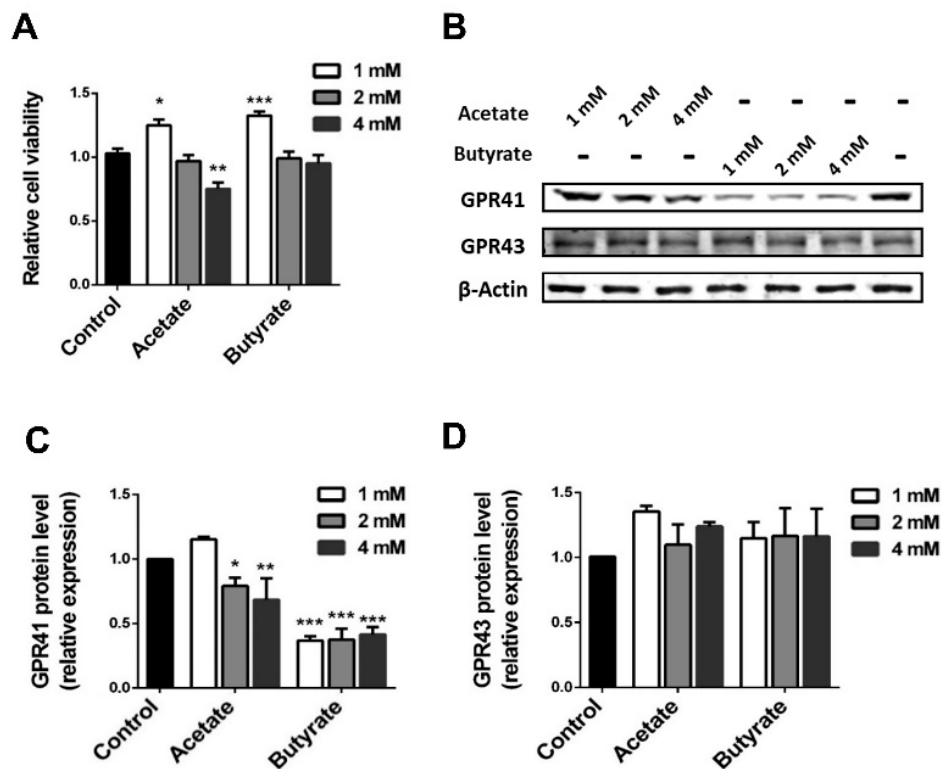 A
Relative cell viability
1.5
1.0
0.5
0.0
*
**
***
1 mM
2 mM
4 mM
Control
Acetate
Butyrate
B
Acetate 1 mM 2 mM 4 mM - - - -
Butyrate - - - 1 mM 2 mM 4 mM -
GPR41
GPR43
β-Actin
C
GPR41 protein level
(relative expression)
1.5
1.0
0.5
0.0
*
**
***
***
***
1 mM
2 mM
4 mM
Control
Acetate
Butyrate
D
GPR43 protein level
(relative expression)
1.5
1.0
0.5
0.0
1 mM
2 mM
4 mM
Control
Acetate
Butyrate